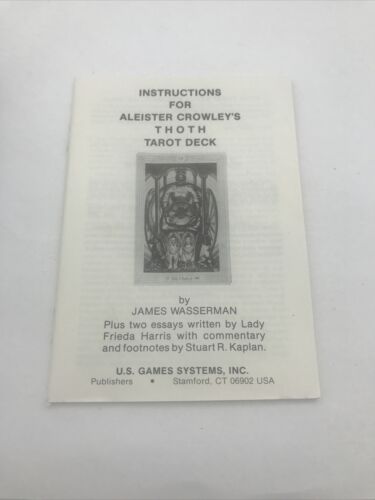 INSTRUCTIONS
FOR
ALEISTER CROWLEY'S
THOTH
TAROT DECK
by
JAMES WASSERMAN
Plus two essays written by Lady
Frieda Harris with commentary
and footnotes by Stuart R. Kaplan.
U.S. GAMES SYSTEMS, INC.
Publishers • Stamford, CT 06902 USA